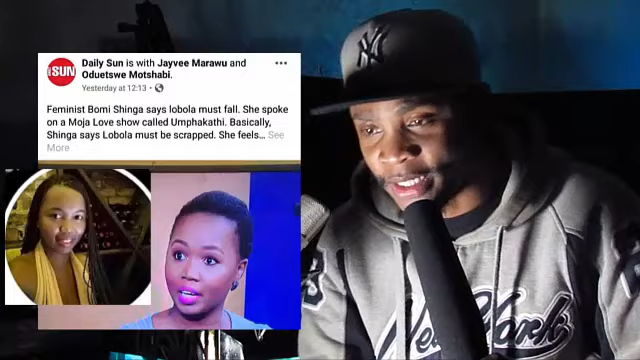 Daily Sun is with Jayvee Marawu and
Oduetswe Motshabi.
Yesterday at 12:13 ·
SUN
Feminist Bomi Shinga says lobola must fall. She spoke
on a Moja Love show called Umphakathi. Basically,
Shinga says Lobola must be scrapped. She feels... See
More
NY
New York